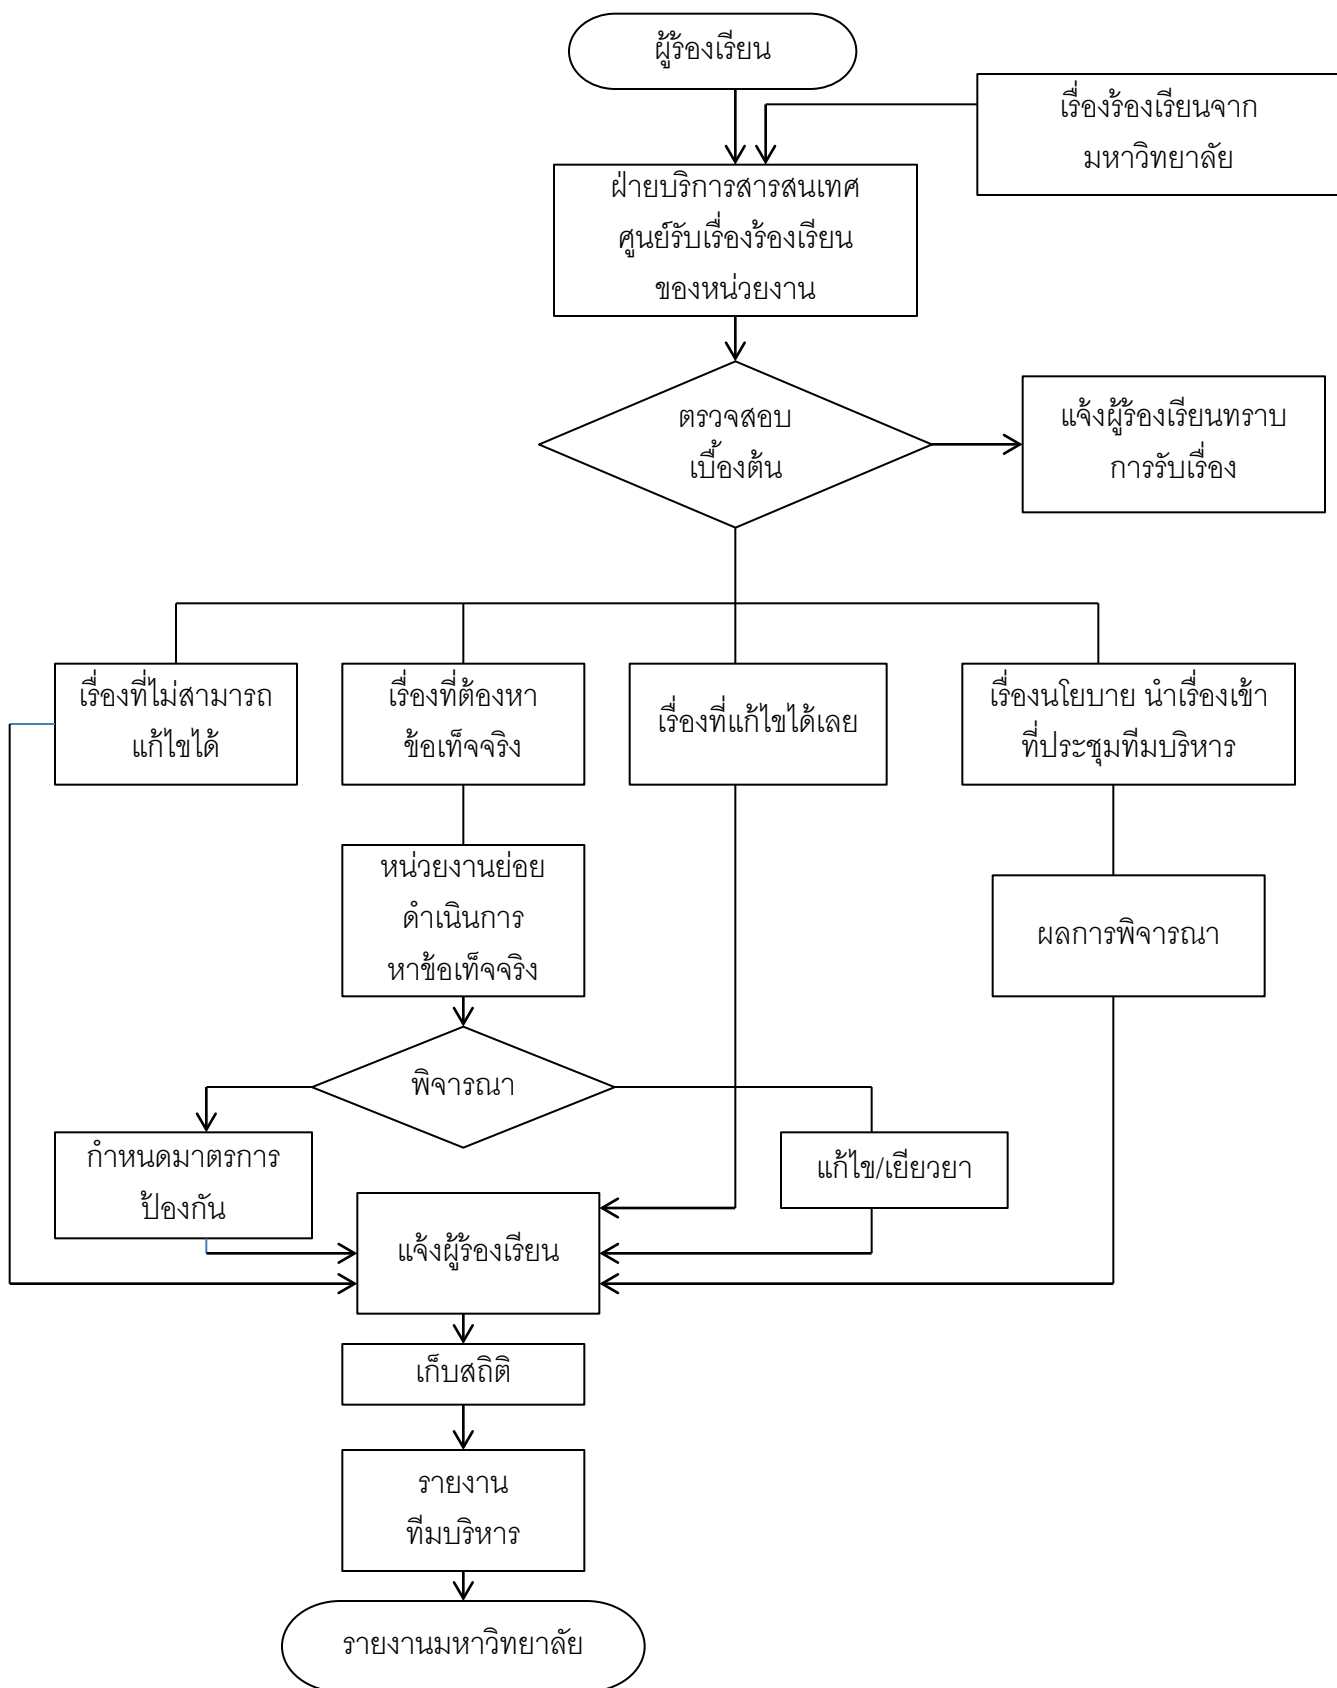 ผู้ร้องเรียน
เรื่องร้องเรียนจาก
มหาวิทยาลัย
ฝ่ายบริการสารสนเทศ
ศูนย์รับเรื่องร้องเรียน
ของหน่วยงาน
ตรวจสอบ
เบื้องต้น
แจ้งผู้ร้องเรียนทราบ
การรับเรื่อง
เรื่องที่ไม่สามารถ
แก้ไขได้
เรื่องที่ต้องหา
ข้อเท็จจริง
เรื่องที่แก้ไขได้เลย
เรื่องนโยบาย นำเรื่องเข้า
ที่ประชุมทีมบริหาร
หน่วยงานย่อย
ดำเนินการ
หาข้อเท็จจริง
ผลการพิจารณา
พิจารณา
กำหนดมาตรการ
ป้องกัน
แก้ไข/เยียวยา
แจ้งผู้ร้องเรียน
เก็บสถิติ
รายงาน
ทีมบริหาร
รายงานมหาวิทยาลัย